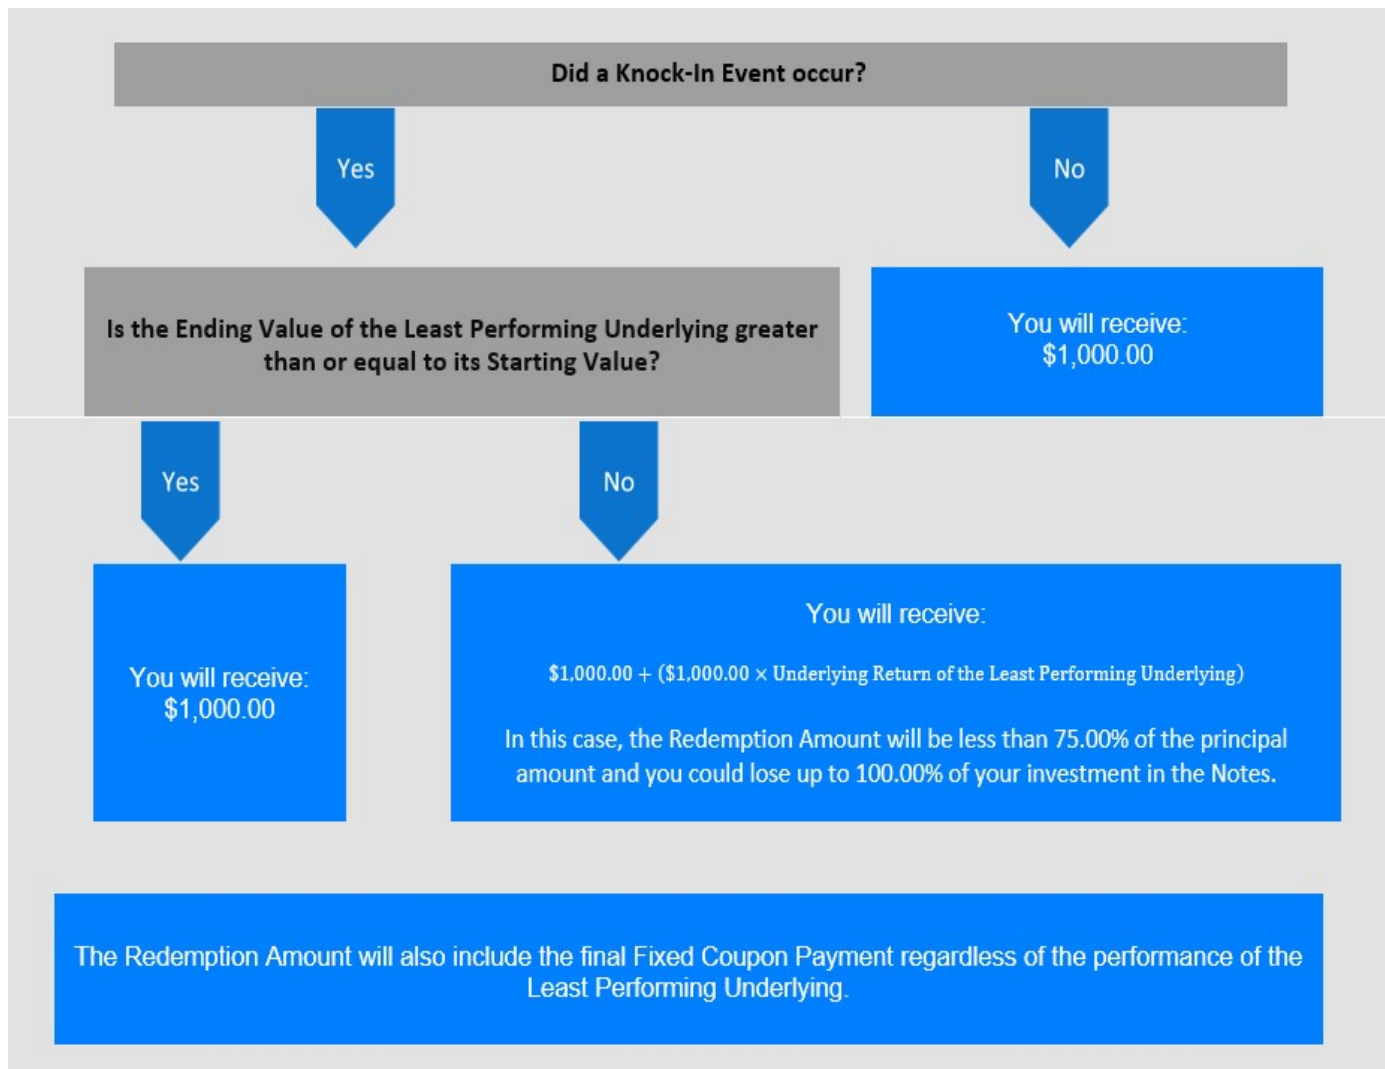 Did a Knock-In Event occur?
Yes
No
Is the Ending Value of the Least Performing Underlying greater
than or equal to its Starting Value?
You will receive:
$1,000.00
Yes
No
You will receive:
$1,000.00
You will receive:
$1,000.00 + ($1,000.00 × Underlying Return of the Least Performing Underlying)
In this case, the Redemption Amount will be less than 75.00% of the principal
amount and you could lose up to 100.00% of your investment in the Notes.
The Redemption Amount will also include the final Fixed Coupon Payment regardless of the performance of the
Least Performing Underlying.